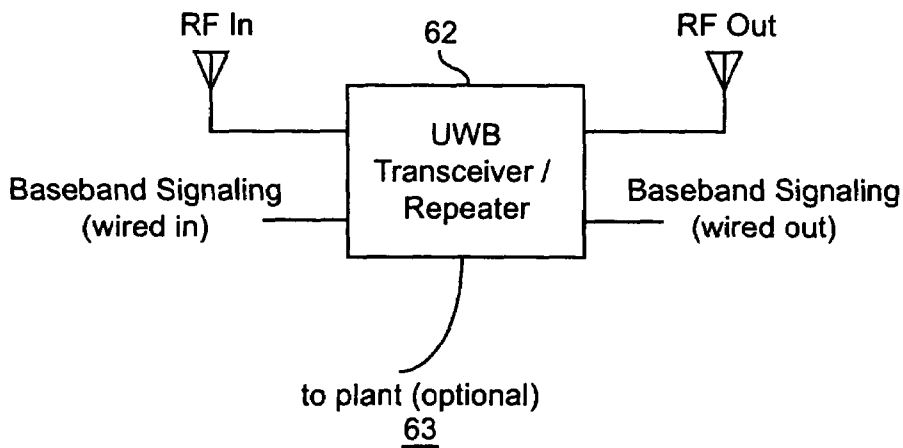 RF In
62
RF Out
UWB
Transceiver /
Repeater
Baseband Signaling
(wired in)
Baseband Signaling
(wired out)
to plant (optional)
63